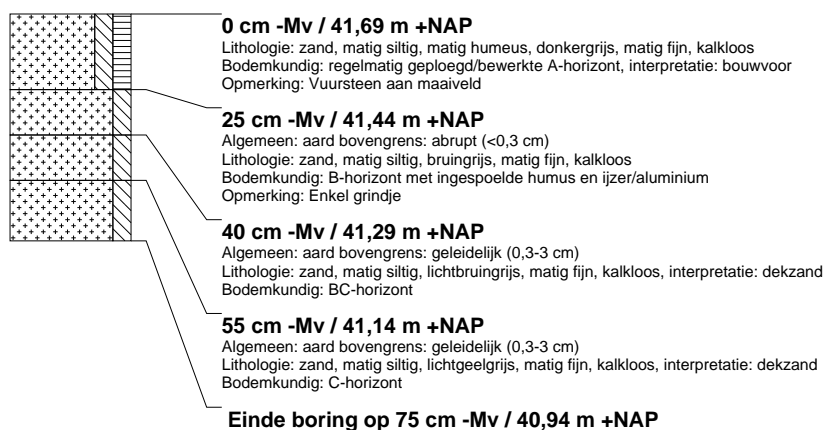 0 cm -Mv / 41,69 m +NAP
Lithologie: zand, matig siltig, matig humeus, donkergrijs, matig fijn, kalkloos
Bodemkundig: regelmatig geploegd/bewerkte A-horizont, interpretatie: bouwvoor
Opmerking: Vuursteen aan maaiveld
25 cm -Mv / 41,44 m +NAP
Algemeen: aard bovengrens: abrupt (<0,3 cm)
Lithologie: zand, matig siltig, bruingrijs, matig fijn, kalkloos
Bodemkundig: B-horizont met ingespoelde humus en ijzer/aluminium
Opmerking: Enkel grindje
40 cm -Mv / 41,29 m +NAP
Algemeen: aard bovengrens: geleidelijk (0,3-3 cm)
Lithologie: zand, matig siltig, lichtbruingrijs, matig fijn, kalkloos, interpretatie: dekzand
Bodemkundig: BC-horizont
55 cm -Mv / 41,14 m +NAP
Algemeen: aard bovengrens: geleidelijk (0,3-3 cm)
Lithologie: zand, matig siltig, lichtgeelgrijs, matig fijn, kalkloos, interpretatie: dekzand
Bodemkundig: C-horizont
Einde boring op 75 cm -Mv / 40,94 m +NAP